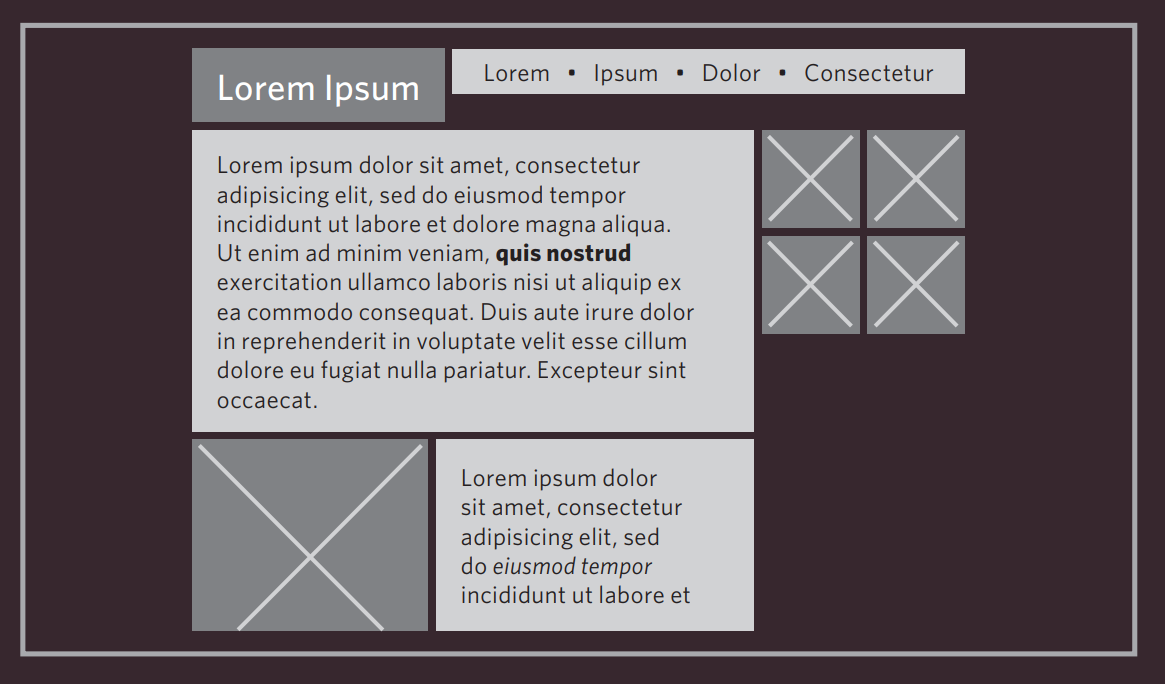 Lorem Ipsum
Lorem • Ipsum • Dolor • Consectetur
Lorem ipsum dolor sit amet, consectetur
adipisicing elit, sed do eiusmod tempor
incididunt ut labore et dolore magna aliqua.
Ut enim ad minim veniam, quis nostrud
exercitation ullamco laboris nisi ut aliquip ex
ea commodo consequat. Duis aute irure dolor
in reprehenderit in voluptate velit esse cillum
dolore eu fugiat nulla pariatur. Excepteur sint
occaecat.
Lorem ipsum dolor
sit amet, consectetur
adipisicing elit, sed
do eiusmod tempor
incididunt ut labore et